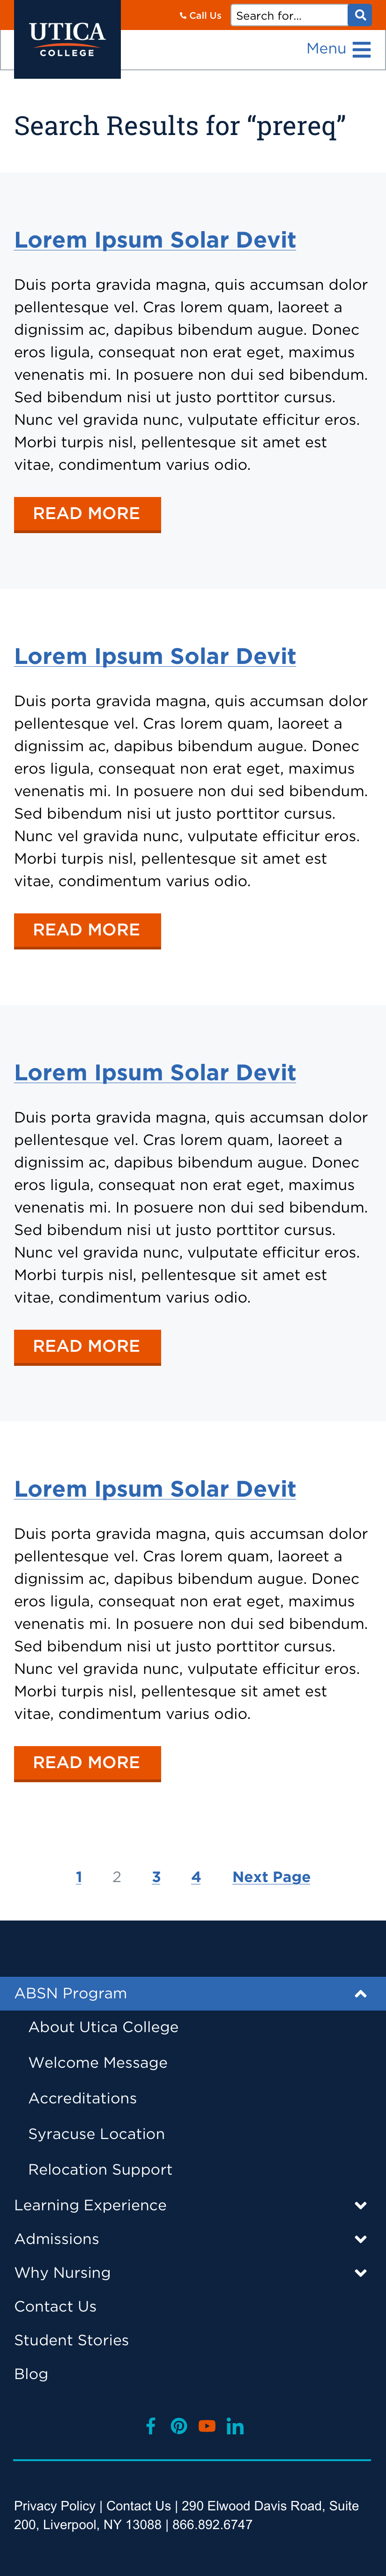 Call Us
Search for...
UTICA
COLLEGE
Menu
Search Results for “prereq”
Lorem Ipsum Solar Devit
Duis porta gravida magna, quis accumsan dolor
pellentesque vel. Cras lorem quam, laoreet a
dignissim ac, dapibus bibendum augue. Donec
eros ligula, consequat non erat eget, maximus
venenatis mi. In posuere non dui sed bibendum.
Sed bibendum nisi ut justo porttitor cursus.
Nunc vel gravida nunc, vulputate efficitur eros.
Morbi turpis nisl, pellentesque sit amet est
vitae, condimentum varius odio.
READ MORE
Lorem Ipsum Solar Devit
Duis porta gravida magna, quis accumsan dolor
pellentesque vel. Cras lorem quam, laoreet a
dignissim ac, dapibus bibendum augue. Donec
eros ligula, consequat non erat eget, maximus
venenatis mi. In posuere non dui sed bibendum.
Sed bibendum nisi ut justo porttitor cursus.
Nunc vel gravida nunc, vulputate efficitur eros.
Morbi turpis nisl, pellentesque sit amet est
vitae, condimentum varius odio.
READ MORE
Lorem Ipsum Solar Devit
Duis porta gravida magna, quis accumsan dolor
pellentesque vel. Cras lorem quam, laoreet a
dignissim ac, dapibus bibendum augue. Donec
eros ligula, consequat non erat eget, maximus
venenatis mi. In posuere non dui sed bibendum.
Sed bibendum nisi ut justo porttitor cursus.
Nunc vel gravida nunc, vulputate efficitur eros.
Morbi turpis nisl, pellentesque sit amet est
vitae, condimentum varius odio.
READ MORE
Lorem Ipsum Solar Devit
Duis porta gravida magna, quis accumsan dolor
pellentesque vel. Cras lorem quam, laoreet a
dignissim ac, dapibus bibendum augue. Donec
eros ligula, consequat non erat eget, maximus
venenatis mi. In posuere non dui sed bibendum.
Sed bibendum nisi ut justo porttitor cursus.
Nunc vel gravida nunc, vulputate efficitur eros.
Morbi turpis nisl, pellentesque sit amet est
vitae, condimentum varius odio.
READ MORE
1 2 3 4 Next Page
ABSN Program
About Utica College
Welcome Message
Accreditations
Syracuse Location
Relocation Support
Learning Experience
Admissions
Why Nursing
Contact Us
Student Stories
Blog
Privacy Policy | Contact Us | 290 Elwood Davis Road, Suite
200, Liverpool, NY 13088 | 866.892.6747